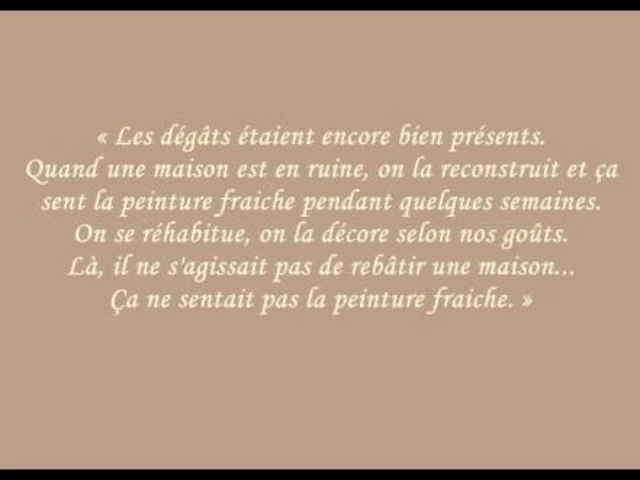 « Les dégâts étaient encore bien présents.
Quand une maison est en ruine, on la reconstruit et ça
sent la peinture fraiche pendant quelques semaines.
On se réhabitue, on la décore selon nos goûts.
Là, il ne s'agissait pas de rebâtir une maison...
Ça ne sentait pas la peinture fraiche. »